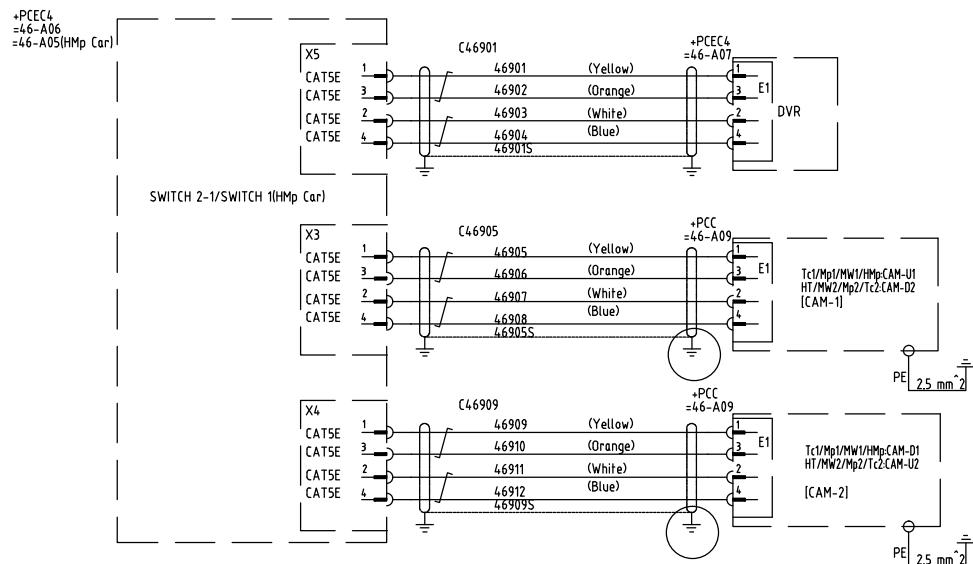 +PCEC4
=46-A06
=46-A05(HMp Car)
SWITCH 2-1/SWITCH 1(HMp Car)
X5
C46901
+PCEC4
=46-A07
CAT5E 1 46901 (Yellow) 1
CAT5E 3 46902 (Orange) 3
CAT5E 2 46903 (White) 2
CAT5E 4 46904 (Blue) 4
46901S
E1
DVR
X3
C46905
+PCC
=46-A09
CAT5E 1 46905 (Yellow) 1
CAT5E 3 46906 (Orange) 3
CAT5E 2 46907 (White) 2
CAT5E 4 46908 (Blue) 4
46905S
E1
Tc1/Mp1/MW1/HMp:CAM-U1
HT/MW2/Mp2/Tc2:CAM-D2
[CAM-1]
PE 2.5 mm^2
X4
C46909
+PCC
=46-A09
CAT5E 1 46909 (Yellow) 1
CAT5E 3 46910 (Orange) 3
CAT5E 2 46911 (White) 2
CAT5E 4 46912 (Blue) 4
46909S
E1
Tc1/Mp1/MW1/HMp:CAM-D1
HT/MW2/Mp2/Tc2:CAM-U2
[CAM-2]
PE 2.5 mm^2